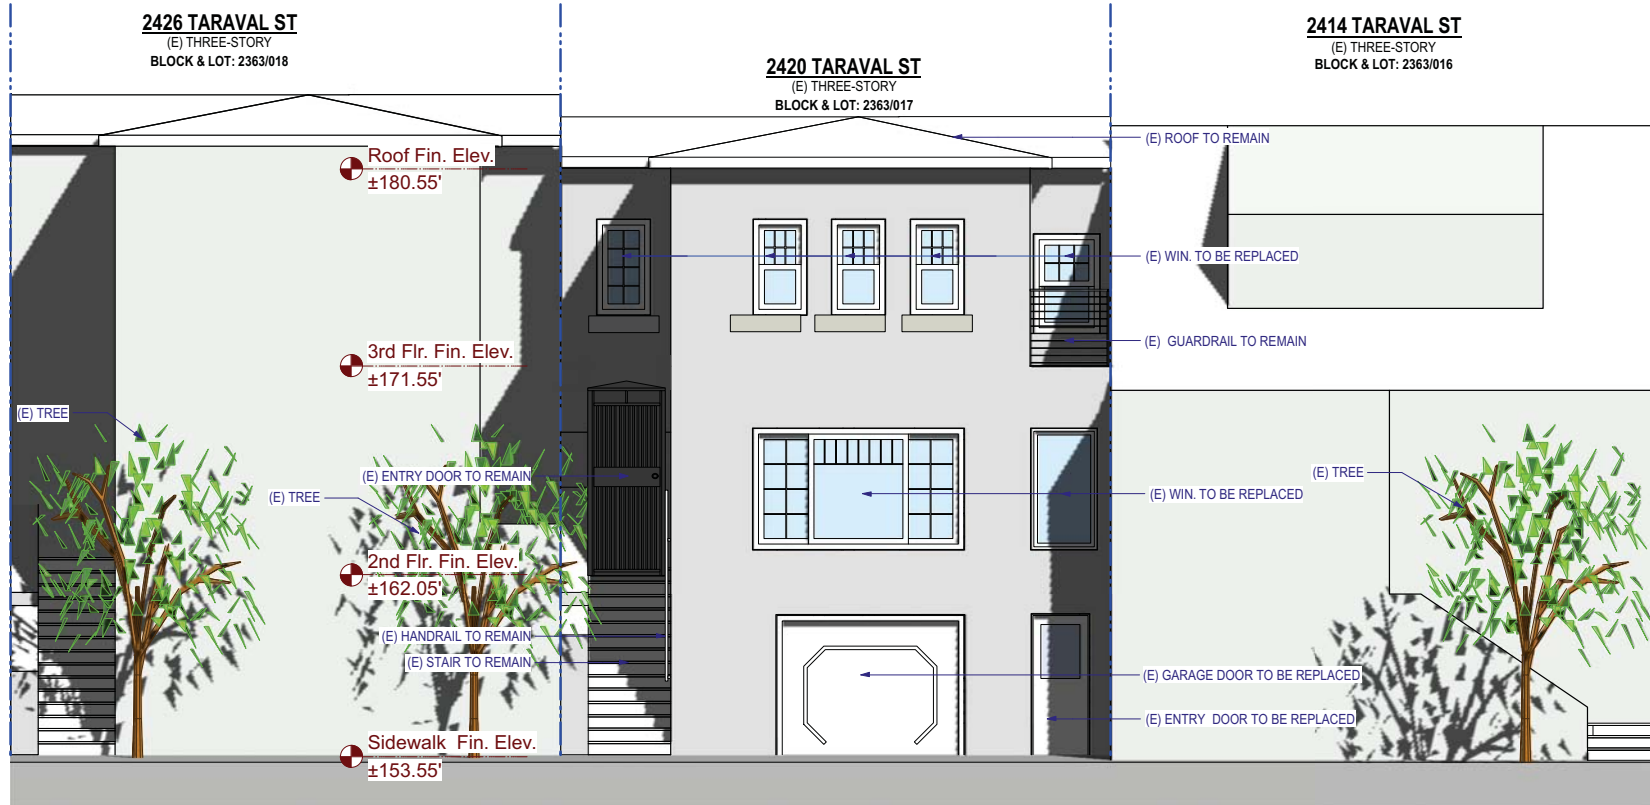 2426 TARAVAL ST
(E) THREE-STORY
BLOCK & LOT: 2363/018
2420 TARAVAL ST
(E) THREE-STORY
BLOCK & LOT: 2363/017
2414 TARAVAL ST
(E) THREE-STORY
BLOCK & LOT: 2363/016
(E) ROOF TO REMAIN
Roof Fin. Elev.
±180.55'
(E) WIN. TO BE REPLACED
(E) GUARDRAIL TO REMAIN
3rd Flr. Fin. Elev.
±171.55'
(E) TREE
(E) ENTRY DOOR TO REMAIN
(E) TREE
(E) WIN. TO BE REPLACED
(E) TREE
2nd Flr. Fin. Elev.
±162.05'
(E) HANDRAIL TO REMAIN
(E) STAIR TO REMAIN
(E) GARAGE DOOR TO BE REPLACED
(E) ENTRY DOOR TO BE REPLACED
Sidewalk Fin. Elev.
±153.55'